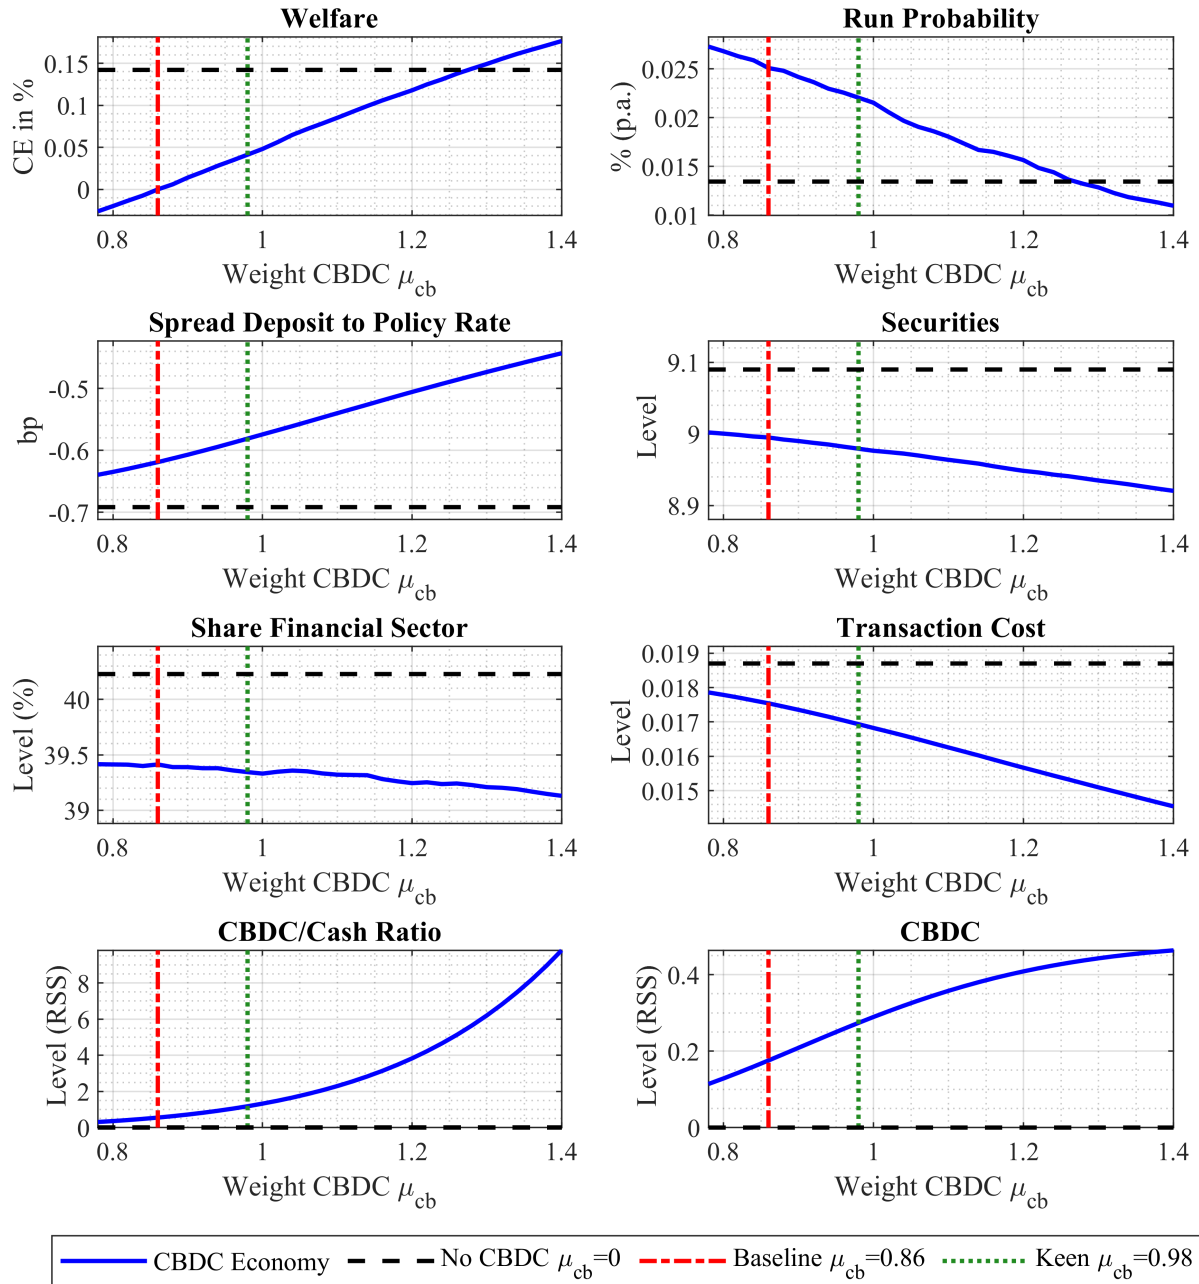 Welfare
CE in %
0.15
0.1
0.05
0
0.8 1 1.2 1.4
Weight CBDC μcb
Run Probability
% (p.a.)
0.025
0.02
0.015
0.01
0.8 1 1.2 1.4
Weight CBDC μcb
Spread Deposit to Policy Rate
bp
-0.5
-0.6
-0.7
0.8 1 1.2 1.4
Weight CBDC μcb
Securities
Level
9.1
9
8.9
0.8 1 1.2 1.4
Weight CBDC μcb
Share Financial Sector
Level (%)
40
39.5
39
0.8 1 1.2 1.4
Weight CBDC μcb
Transaction Cost
Level
0.019
0.018
0.017
0.016
0.015
0.8 1 1.2 1.4
Weight CBDC μcb
CBDC/Cash Ratio
Level (RSS)
8
6
4
2
0
0.8 1 1.2 1.4
Weight CBDC μcb
CBDC
Level (RSS)
0.4
0.2
0
0.8 1 1.2 1.4
Weight CBDC μcb
CBDC Economy No CBDC μcb=0 Baseline μcb=0.86 Keen μcb=0.98